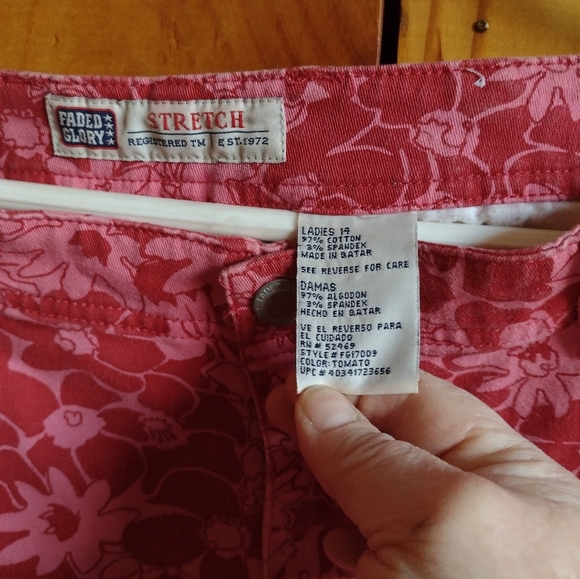 FADED
GLORY
STRETCH
REGISTERED TM | EST.1972
LADIES 14
97% COTTON
3% SPANDEX
MADE IN QATAR
SEE REVERSE FOR CARE
DAMAS
97% ALGODON
3% SPANDEX
HECHO EN QATAR
VE EL REVERSO PARA
EL CUIDADO
RN # 52469
STYLE # FG17009
COLOR: TOMATO
UPC # 40341723656